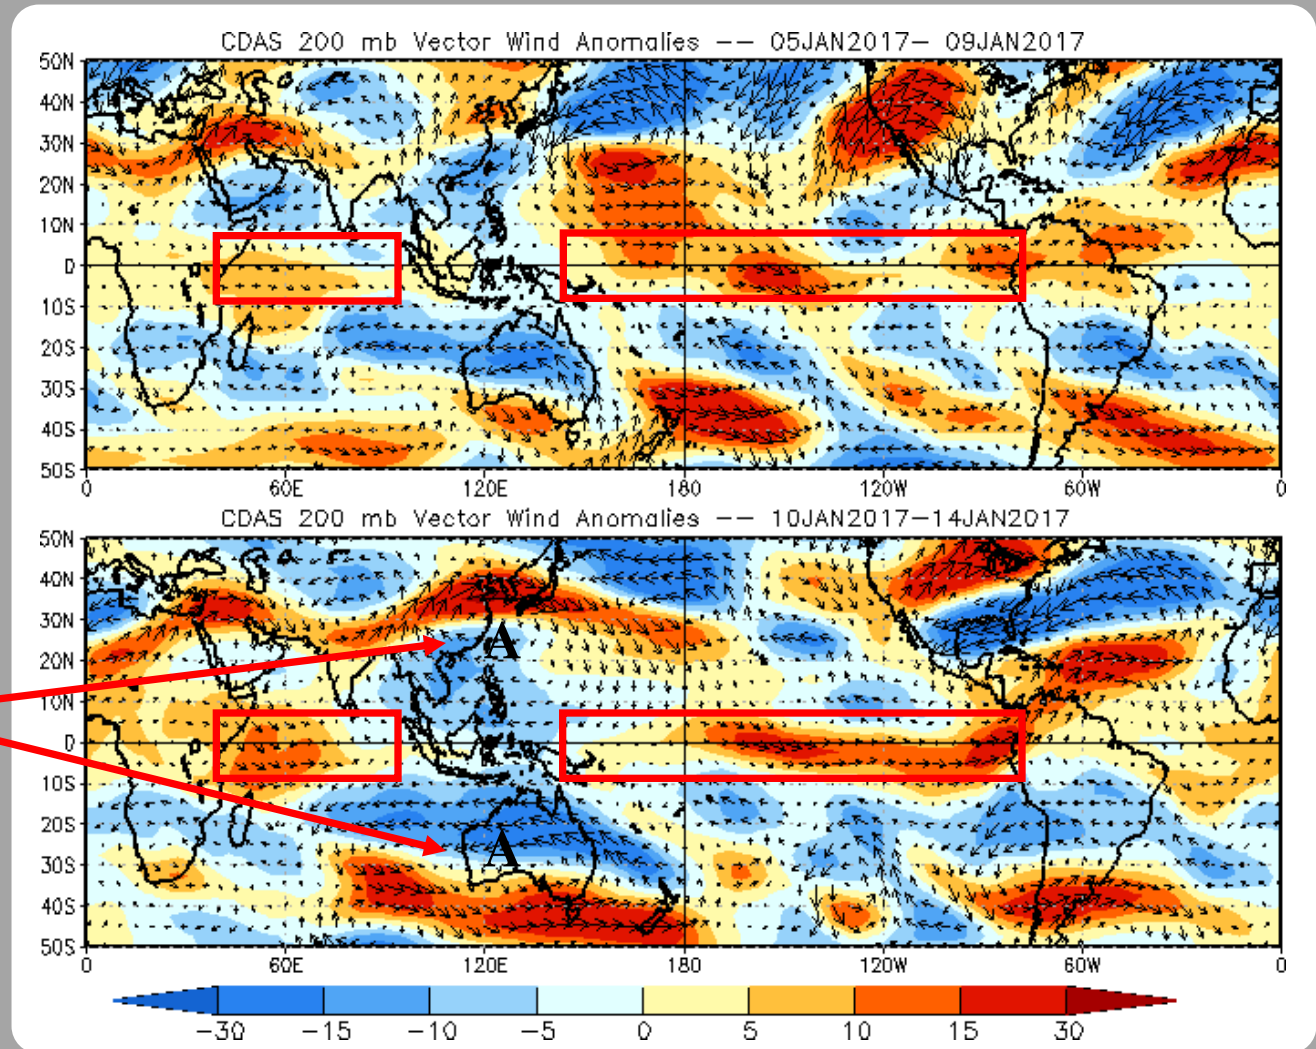 CDAS 200 mb Vector Wind Anomalies -- 05JAN2017- 09JAN2017
50N
40N
30N
20N
10N
0
10S
20S
30S
40S
50S
0 60E 120E 180 120W 60W 0
CDAS 200 mb Vector Wind Anomalies -- 10JAN2017-14JAN2017
50N
40N
30N
A
20N
10N
0
10S
20S
A
30S
40S
50S
0 60E 120E 180 120W 60W 0
-30 -15 -10 -5 0 5 10 15 30